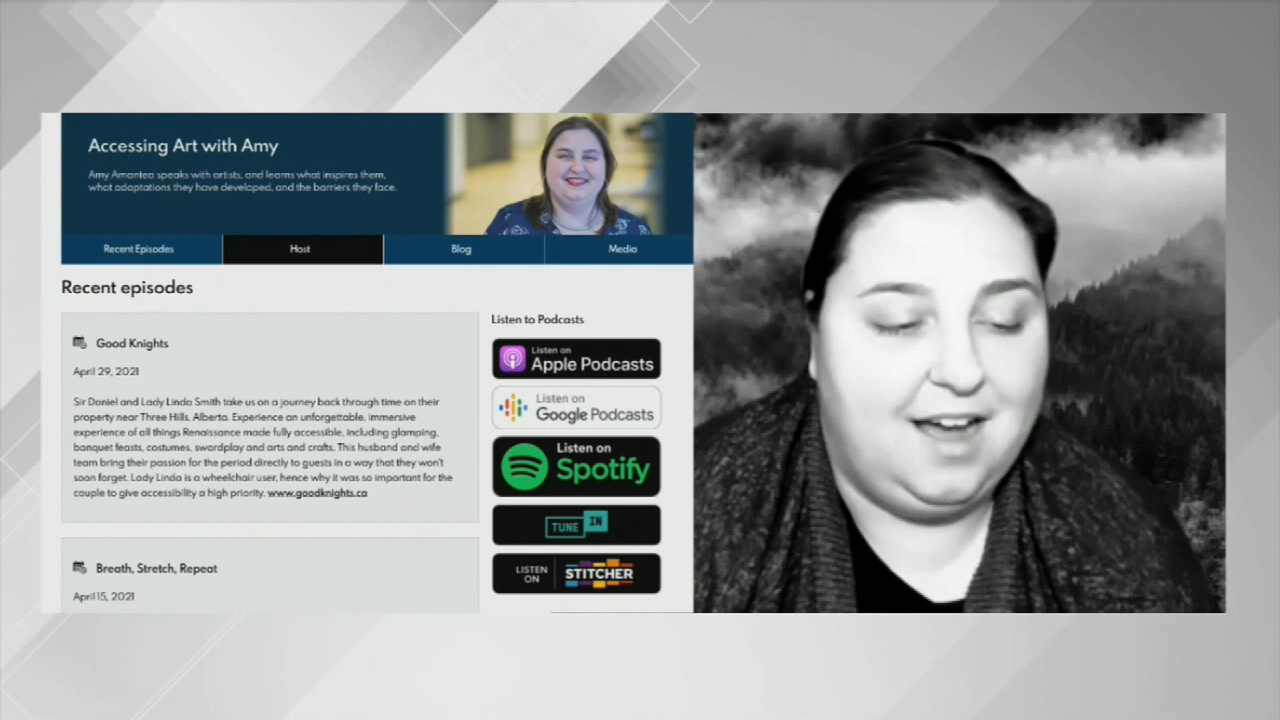 Accessing Art with Amy
Amy Amantea speaks with artists, and learns what inspires them,
what adaptations they have developed, and the barriers they face.
Recent Episodes
Host
Blog
Media
Recent episodes
Good Knights
April 29, 2021
Sir Daniel and Lady Linda Smith take us on a journey back through time on their
property near Three Hills, Alberta. Experience an unforgettable, immersive
experience of all things Renaissance made fully accessible, including glamping,
banquet feasts, costumes, swordplay and arts and crafts. This husband and wife
team bring their passion for the period directly to guests in a way that they won't
soon forget. Lady Linda is a wheelchair user, hence why it was so important for the
couple to give accessibility a high priority. www.goodknights.ca
Breath, Stretch, Repeat
April 15, 2021
Listen to Podcasts
Listen on
Apple Podcasts
Listen on
Google Podcasts
Listen on
Spotify
TUNE IN
LISTEN
ON
STITCHER